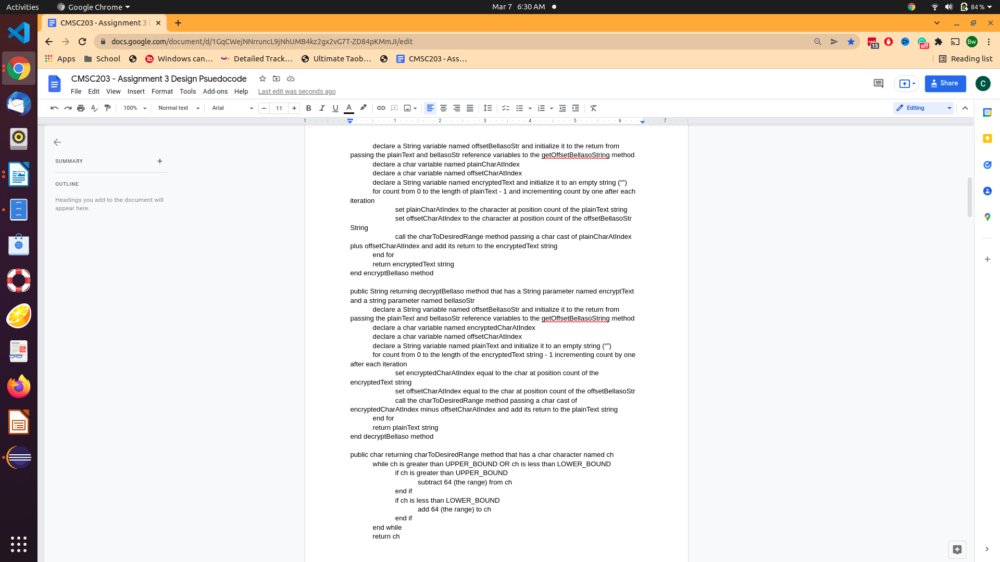 Activities
Google Chrome
Mar 7 6:30 AM
84 %
CMSC203 - Assignment 3 D
docs.google.com/document/d/1GqCWejNNrruncL9jNhUMB4kz2gx2vG7T-ZD84pKMmJI/edit
15
off
Bw
Apps
School
Windows can...
Detailed Track...
Ultimate Taob...
CMSC203 - Ass...
Reading list
CMSC203 - Assignment 3 Design Psuedocode
Share
C
File Edit View Insert Format Tools Add-ons Help Last edit was seconds ago
100% Normal text Arial 11 Editing
1 1 2 3 4 5 6 7
SUMMARY
OUTLINE
Headings you add to the document will
appear here.
declare a String variable named offsetBellasoStr and initialize it to the return from
passing the plainText and bellasoStr reference variables to the getOffsetBellasoString method
declare a char variable named plainCharAtIndex
declare a char variable named offsetCharAtIndex
declare a String variable named encryptedText and initialize it to an empty string (“”)
for count from 0 to the length of plainText - 1 and incrementing count by one after each
iteration
set plainCharAtIndex to the character at position count of the plainText string
set offsetCharAtIndex to the character at position count of the offsetBellasoStr
String
call the charToDesiredRange method passing a char cast of plainCharAtIndex
plus offsetCharAtIndex and add its return to the encryptedText string
end for
return encryptedText string
end encryptBellaso method
public String returning decryptBellaso method that has a String parameter named encryptText
and a string parameter named bellasoStr
declare a String variable named offsetBellasoStr and initialize it to the return from
passing the plainText and bellasoStr reference variables to the getOffsetBellasoString method
declare a char variable named encryptedCharAtIndex
declare a char variable named offsetCharAtIndex
declare a String variable named plainText and initialize it to an empty string (“”)
for count from 0 to the length of the encryptedText string - 1 incrementing count by one
after each iteration
set encryptedCharAtIndex equal to the char at position count of the
encryptedText string
set offsetCharAtIndex equal to the char at position count of the offsetBellasoStr
call the charToDesiredRange method passing a char cast of
encryptedCharAtIndex minus offsetCharAtIndex and add its return to the plainText string
end for
return plainText string
end decryptBellaso method
public char returning charToDesiredRange method that has a char character named ch
while ch is greater than UPPER_BOUND OR ch is less than LOWER_BOUND
if ch is greater than UPPER_BOUND
subtract 64 (the range) from ch
end if
if ch is less than LOWER_BOUND
add 64 (the range) to ch
end if
end while
return ch